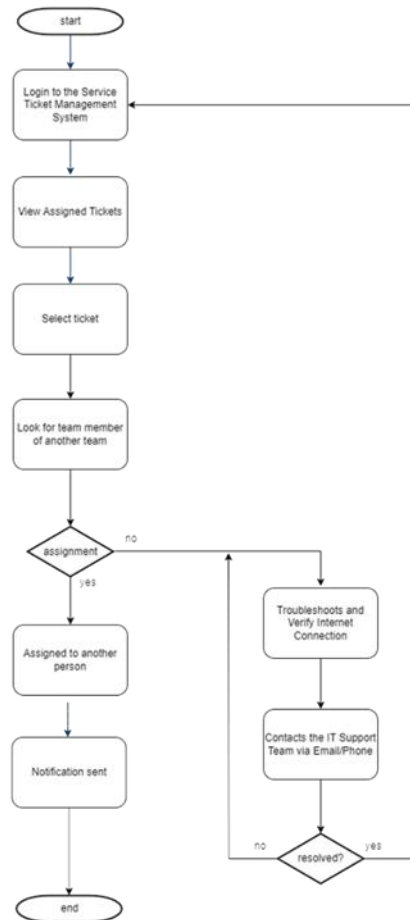 start
Login to the Service
Ticket Management
System
View Assigned Tickets
Select ticket
Look for team member
of another team
assignment
no
yes
Troubleshoots and
Verify Internet
Connection
Assigned to another
person
Contacts the IT Support
Team via Email/Phone
Notification sent
no
resolved?
yes
end